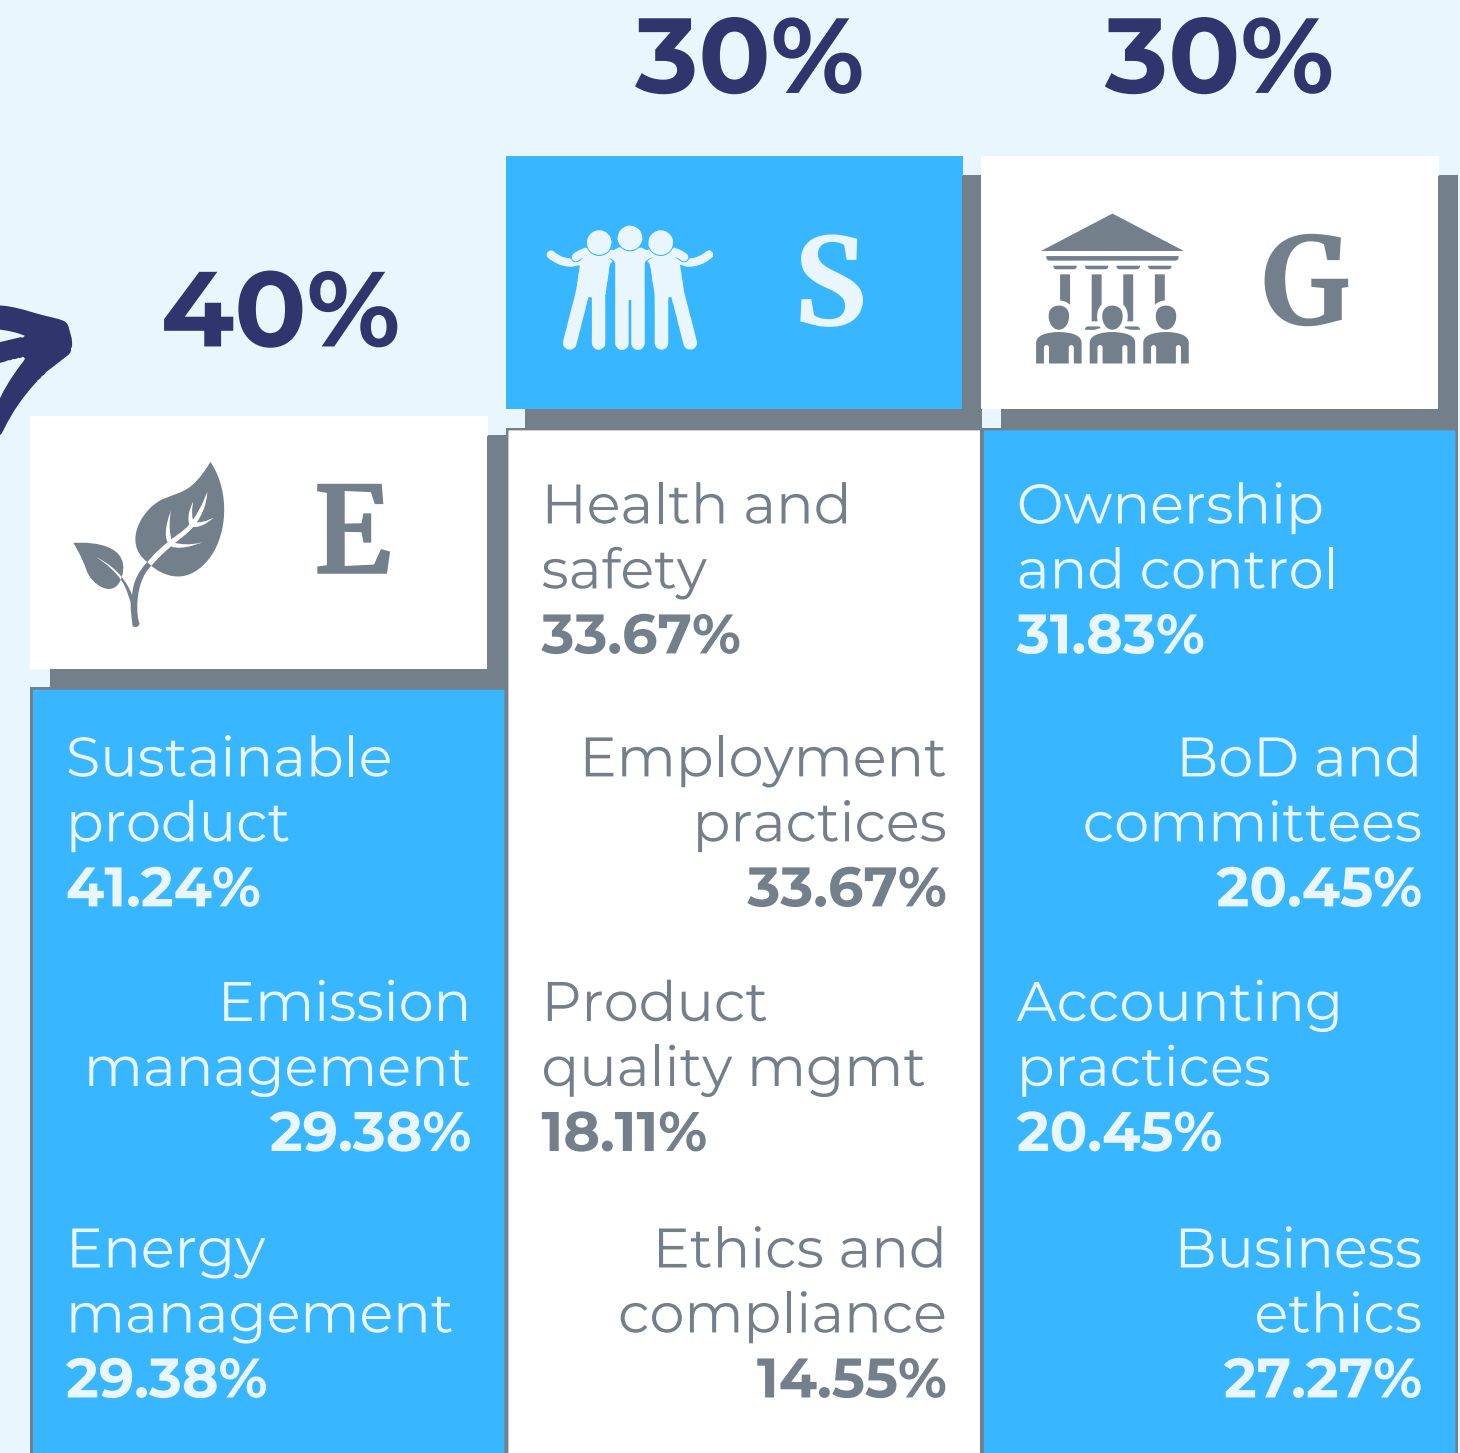 40%
E
Sustainable
product
41.24%
Emission
management
29.38%
Energy
management
29.38%
30%
S
Health and
safety
33.67%
Employment
practices
33.67%
Product
quality mgmt
18.11%
Ethics and
compliance
14.55%
30%
G
Ownership
and control
31.83%
BoD and
committees
20.45%
Accounting
practices
20.45%
Business
ethics
27.27%